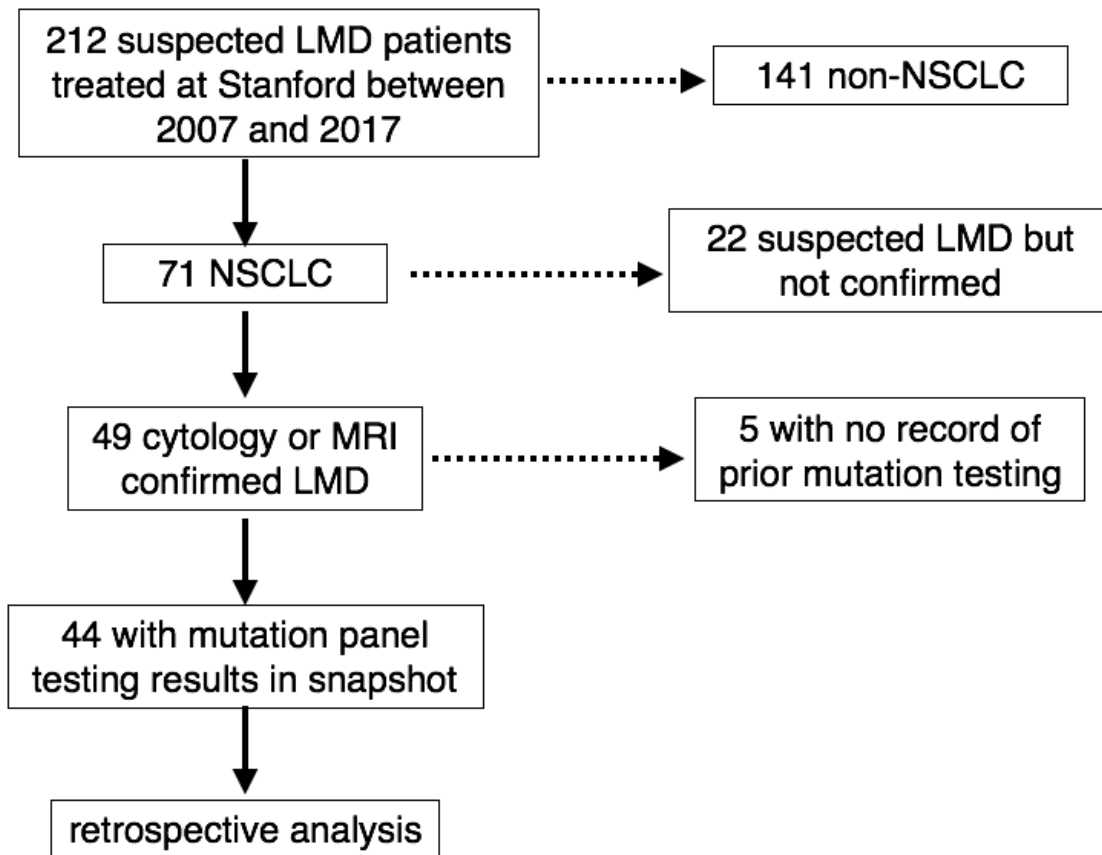 212 suspected LMD patients
treated at Stanford between
2007 and 2017
141 non-NSCLC
71 NSCLC
22 suspected LMD but
not confirmed
49 cytology or MRI
confirmed LMD
5 with no record of
prior mutation testing
44 with mutation panel
testing results in snapshot
retrospective analysis